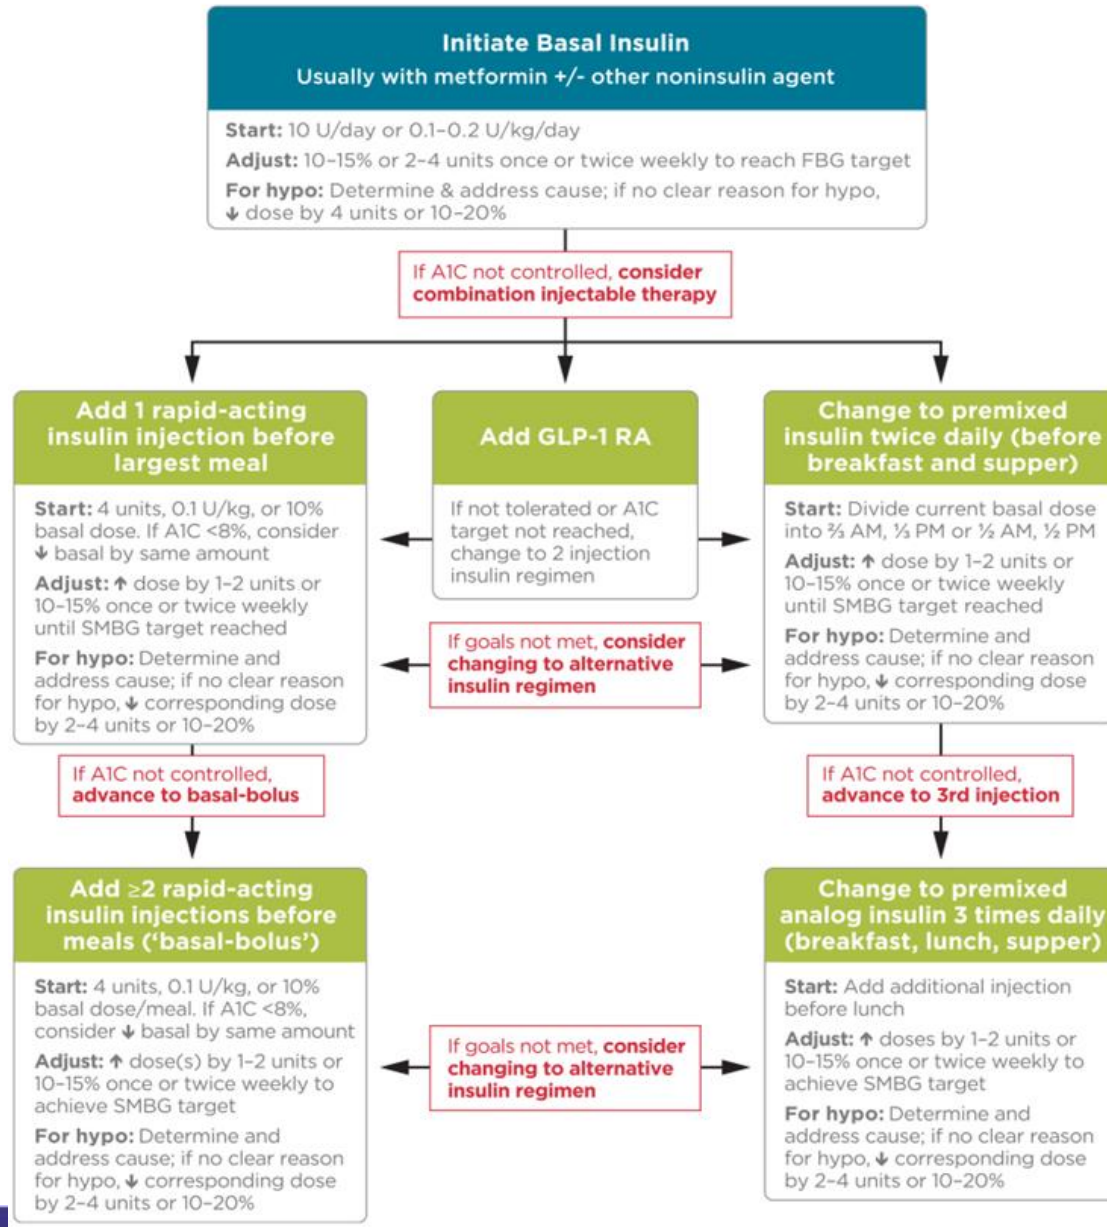 Initiate Basal Insulin
Usually with metformin +/- other noninsulin agent
Start: 10 U/day or 0.1–0.2 U/kg/day
Adjust: 10–15% or 2–4 units once or twice weekly to reach FBG target
For hypo: Determine & address cause; if no clear reason for hypo,
↓ dose by 4 units or 10–20%
If A1C not controlled, consider
combination injectable therapy
Add 1 rapid-acting
insulin injection before
largest meal
Start: 4 units, 0.1 U/kg, or 10%
basal dose. If A1C <8%, consider
↓ basal by same amount
Adjust: ↑ dose by 1–2 units or
10–15% once or twice weekly
until SMBG target reached
For hypo: Determine and
address cause; if no clear reason
for hypo, ↓ corresponding dose
by 2–4 units or 10–20%
Add GLP-1 RA
If not tolerated or A1C
target not reached,
change to 2 injection
insulin regimen
Change to premixed
insulin twice daily (before
breakfast and supper)
Start: Divide current basal dose
into ⅔ AM, ⅓ PM or ½ AM, ½ PM
Adjust: ↑ dose by 1–2 units or
10–15% once or twice weekly
until SMBG target reached
For hypo: Determine and
address cause; if no clear reason
for hypo, ↓ corresponding dose
by 2–4 units or 10–20%
If goals not met, consider
changing to alternative
insulin regimen
If A1C not controlled,
advance to basal-bolus
If A1C not controlled,
advance to 3rd injection
Add ≥2 rapid-acting
insulin injections before
meals (‘basal-bolus’)
Start: 4 units, 0.1 U/kg, or 10%
basal dose/meal. If A1C <8%,
consider ↓ basal by same amount
Adjust: ↑ dose(s) by 1–2 units or
10–15% once or twice weekly to
achieve SMBG target
For hypo: Determine and
address cause; if no clear reason
for hypo, ↓ corresponding dose
by 2–4 units or 10–20%
If goals not met, consider
changing to alternative
insulin regimen
Change to premixed
analog insulin 3 times daily
(breakfast, lunch, supper)
Start: Add additional injection
before lunch
Adjust: ↑ doses by 1–2 units or
10–15% once or twice weekly to
achieve SMBG target
For hypo: Determine and
address cause; if no clear reason
for hypo, ↓ corresponding dose
by 2–4 units or 10–20%